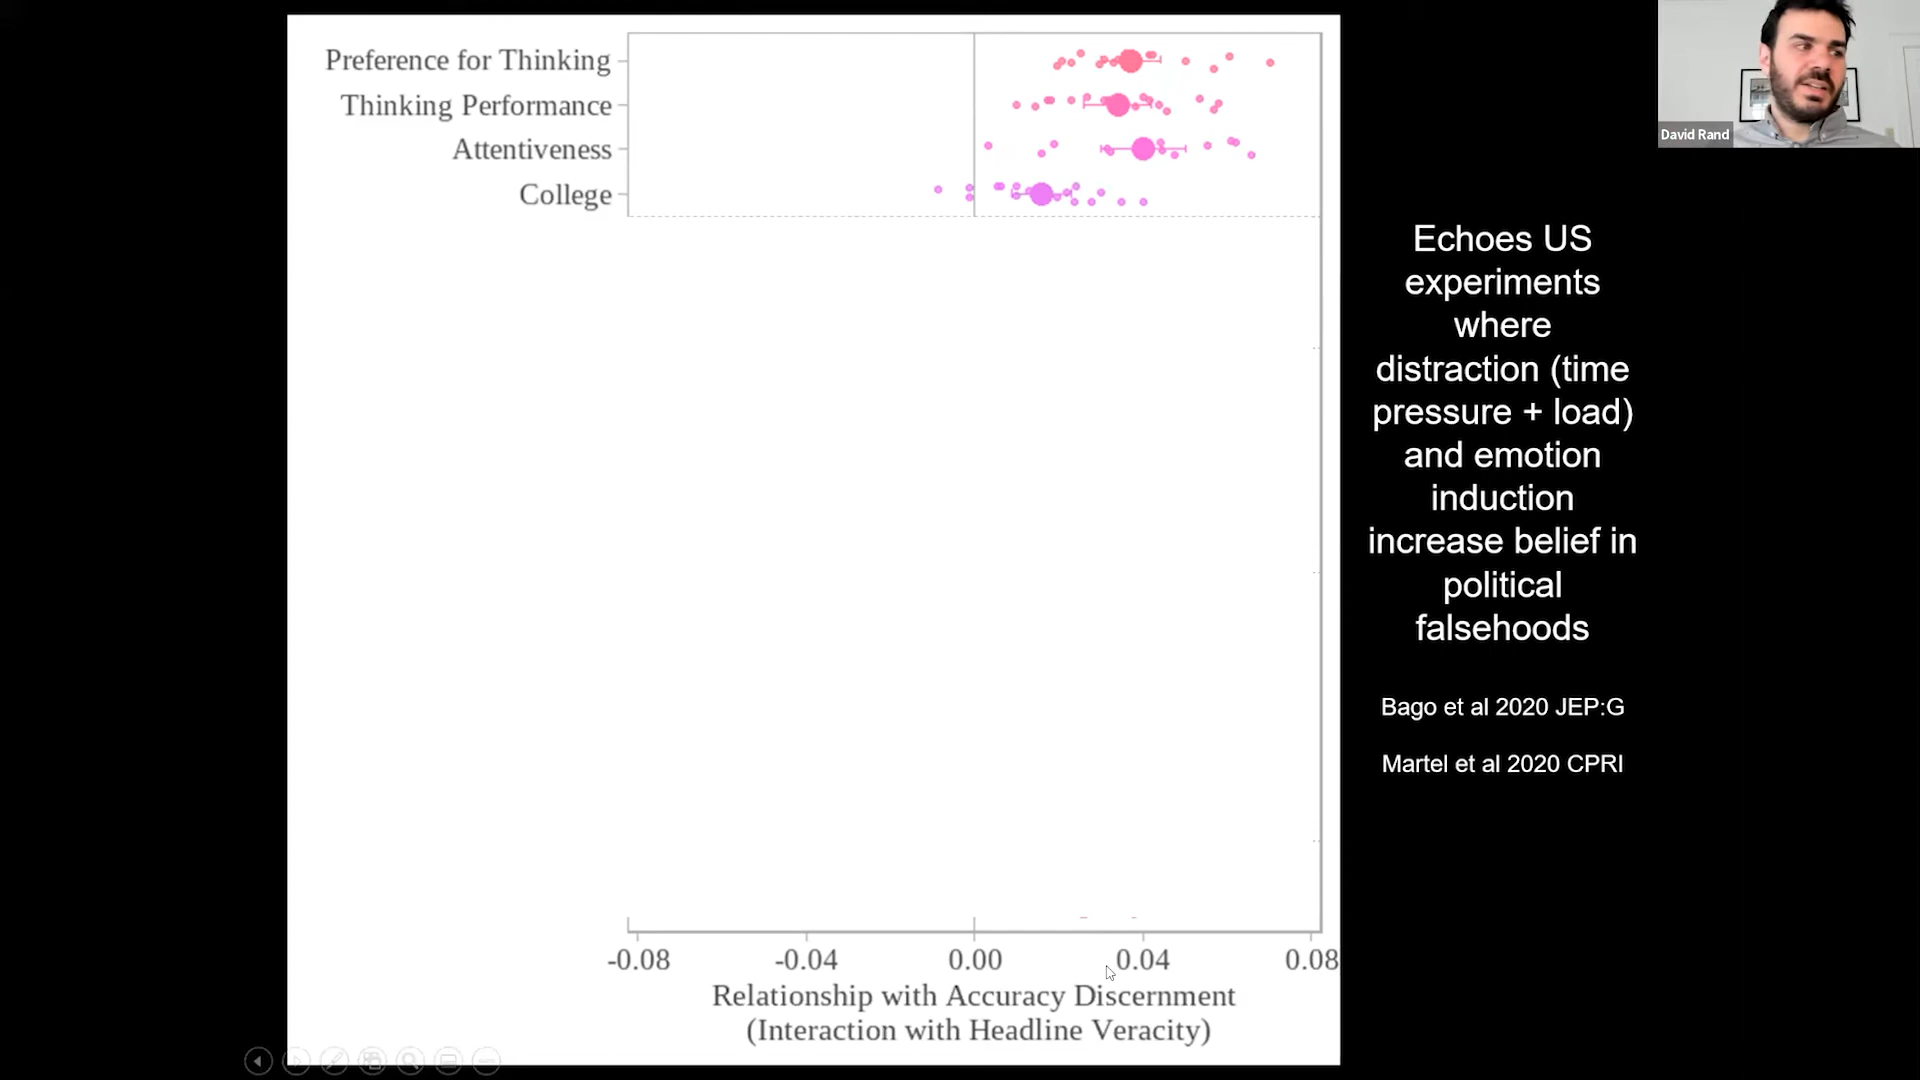 Preference for Thinking
Thinking Performance
Attentiveness
College
-0.08
-0.04
0.00
0.04
0.08
Relationship with Accuracy Discernment
(Interaction with Headline Veracity)
David Rand
Echoes US
experiments
where
distraction (time
pressure + load)
and emotion
induction
increase belief in
political
falsehoods
Bago et al 2020 JEP:G
Martel et al 2020 CPRI